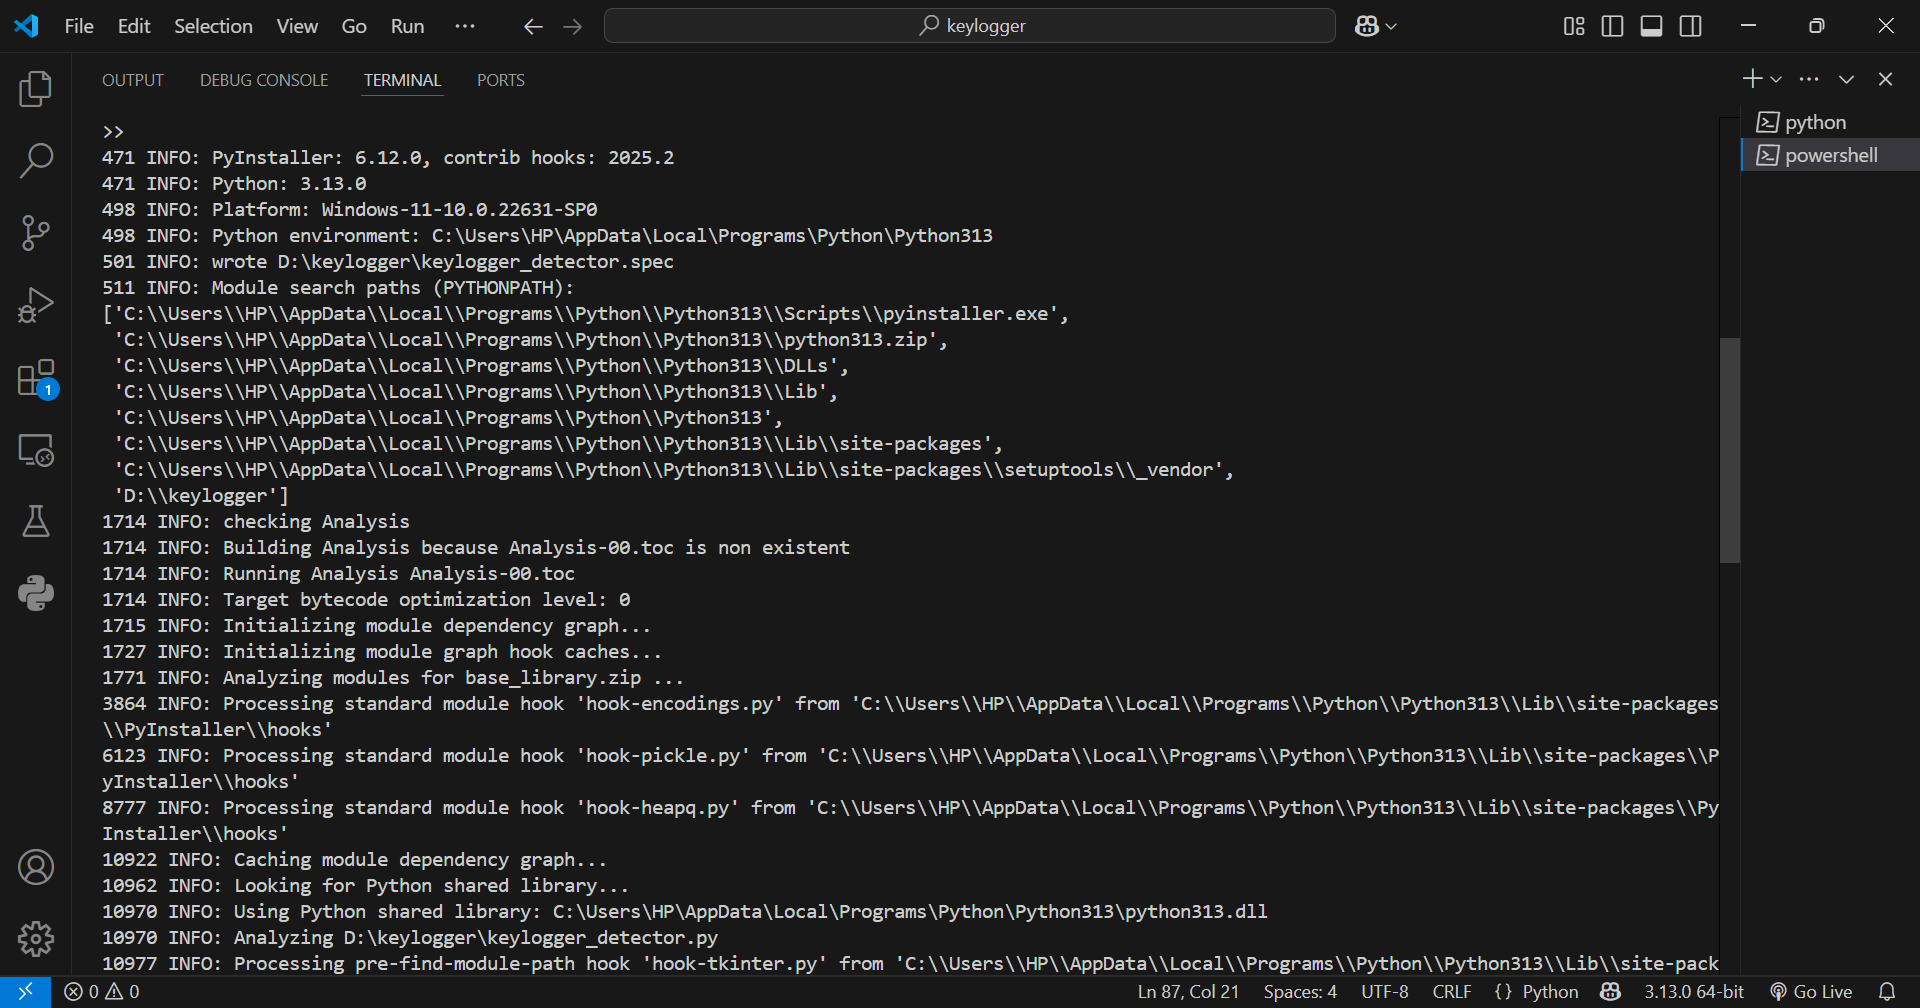 File Edit Selection View Go Run ··· keylogger
OUTPUT DEBUG CONSOLE TERMINAL PORTS
python
powershell
>>
471 INFO: PyInstaller: 6.12.0, contrib hooks: 2025.2
471 INFO: Python: 3.13.0
498 INFO: Platform: Windows-11-10.0.22631-SP0
498 INFO: Python environment: C:\Users\HP\AppData\Local\Programs\Python\Python313
501 INFO: wrote D:\keylogger\keylogger_detector.spec
511 INFO: Module search paths (PYTHONPATH):
['C:\\Users\\HP\\AppData\\Local\\Programs\\Python\\Python313\\Scripts\\pyinstaller.exe',
 'C:\\Users\\HP\\AppData\\Local\\Programs\\Python\\Python313\\python313.zip',
 'C:\\Users\\HP\\AppData\\Local\\Programs\\Python\\Python313\\DLLs',
 'C:\\Users\\HP\\AppData\\Local\\Programs\\Python\\Python313\\Lib',
 'C:\\Users\\HP\\AppData\\Local\\Programs\\Python\\Python313',
 'C:\\Users\\HP\\AppData\\Local\\Programs\\Python\\Python313\\Lib\\site-packages',
 'C:\\Users\\HP\\AppData\\Local\\Programs\\Python\\Python313\\Lib\\site-packages\\setuptools\\_vendor',
 'D:\\keylogger']
1714 INFO: checking Analysis
1714 INFO: Building Analysis because Analysis-00.toc is non existent
1714 INFO: Running Analysis Analysis-00.toc
1714 INFO: Target bytecode optimization level: 0
1715 INFO: Initializing module dependency graph...
1727 INFO: Initializing module graph hook caches...
1771 INFO: Analyzing modules for base_library.zip ...
3864 INFO: Processing standard module hook 'hook-encodings.py' from 'C:\\Users\\HP\\AppData\\Local\\Programs\\Python\\Python313\\Lib\\site-packages
\\PyInstaller\\hooks'
6123 INFO: Processing standard module hook 'hook-pickle.py' from 'C:\\Users\\HP\\AppData\\Local\\Programs\\Python\\Python313\\Lib\\site-packages\\P
yInstaller\\hooks'
8777 INFO: Processing standard module hook 'hook-heapq.py' from 'C:\\Users\\HP\\AppData\\Local\\Programs\\Python\\Python313\\Lib\\site-packages\\Py
Installer\\hooks'
10922 INFO: Caching module dependency graph...
10962 INFO: Looking for Python shared library...
10970 INFO: Using Python shared library: C:\Users\HP\AppData\Local\Programs\Python\Python313\python313.dll
10970 INFO: Analyzing D:\keylogger\keylogger_detector.py
10977 INFO: Processing pre-find-module-path hook 'hook-tkinter.py' from 'C:\\Users\\HP\\AppData\\Local\\Programs\\Python\\Python313\\Lib\\site-pack
1
0 0 Ln 87, Col 21 Spaces: 4 UTF-8 CRLF {} Python 3.13.0 64-bit Go Live